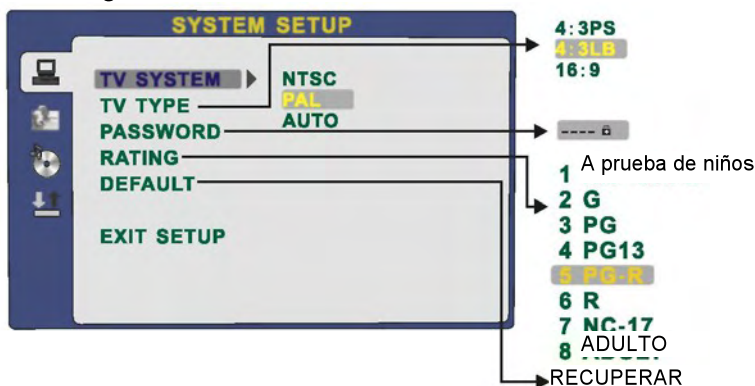 SYSTEM SETUP
TV SYSTEM
TV TYPE
PASSWORD
RATING
DEFAULT
EXIT SETUP
NTSC
PAL
AUTO
4:3PS
4:3LB
16:9
----
1 A prueba de niños
2 G
3 PG
4 PG13
5 PG-R
6 R
7 NC-17
8 ADULTO
RECUPERAR